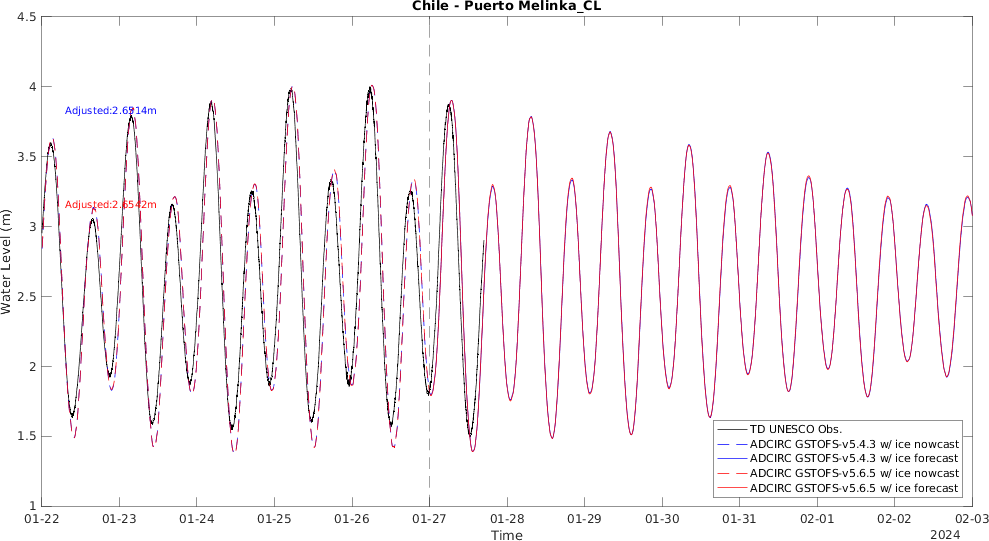 Chile - Puerto Melinka_CL
4.5
4
3.5
3
2.5
2
1.5
1
Water Level (m)
Adjusted:2.6914m
Adjusted:2.6542m
TD UNESCO Obs.
ADCIRC GSTOFS-v5.4.3 w/ ice nowcast
ADCIRC GSTOFS-v5.4.3 w/ ice forecast
ADCIRC GSTOFS-v5.6.5 w/ ice nowcast
ADCIRC GSTOFS-v5.6.5 w/ ice forecast
01-22 01-23 01-24 01-25 01-26 01-27 01-28 01-29 01-30 01-31 02-01 02-02 02-03
Time
2024